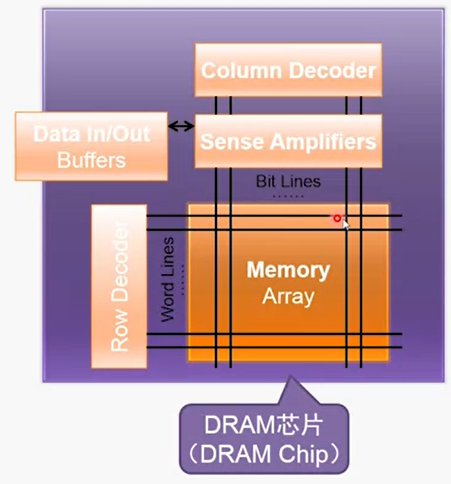 Column Decoder
Data In/Out
Buffers
Sense Amplifiers
Bit Lines
Row Decoder
Word Lines
Memory
Array
DRAM芯片
（DRAM Chip）